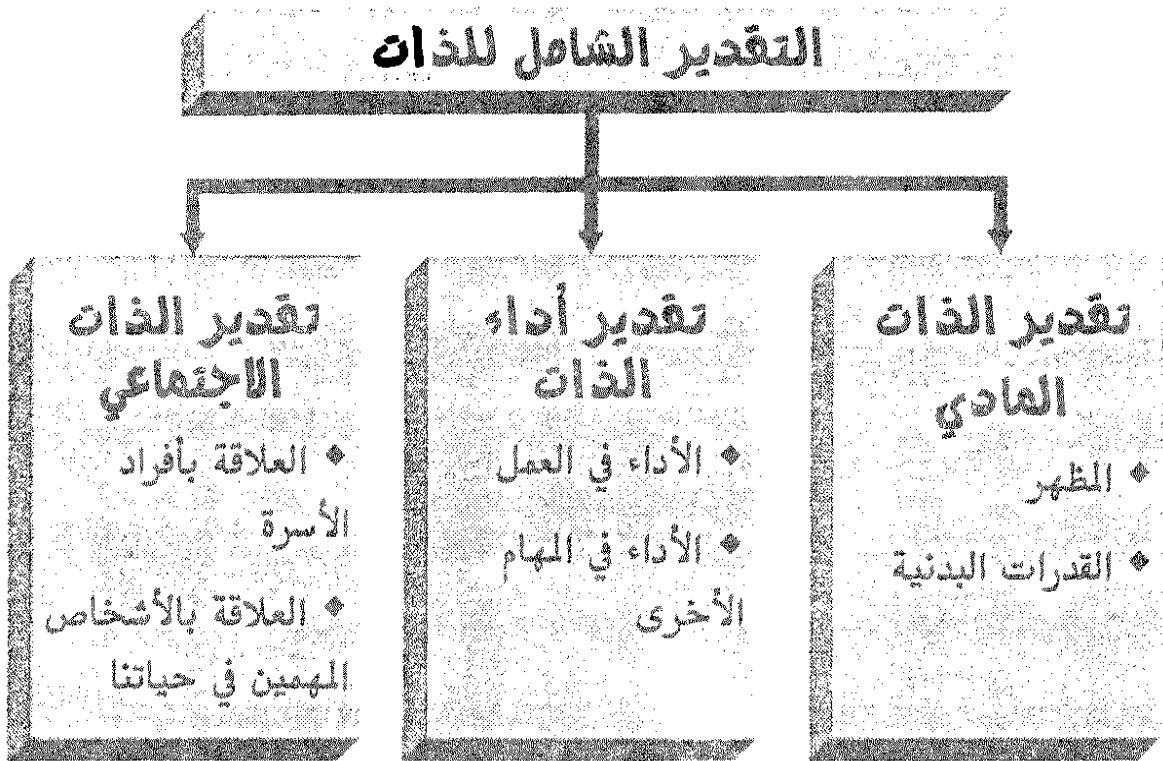 التقدير الشامل للذات
تقدير الذات
المادي
◆ المظهر
◆ القدرات البدنية
تقدير أداء
الذات
◆ الأداء في العمل
◆ الأداء في المهام
الأخرى
تقدير الذات
الاجتماعي
◆ العلاقة بأفراد
الأسرة
◆ العلاقة بالأشخاص
المهمين في حياتنا